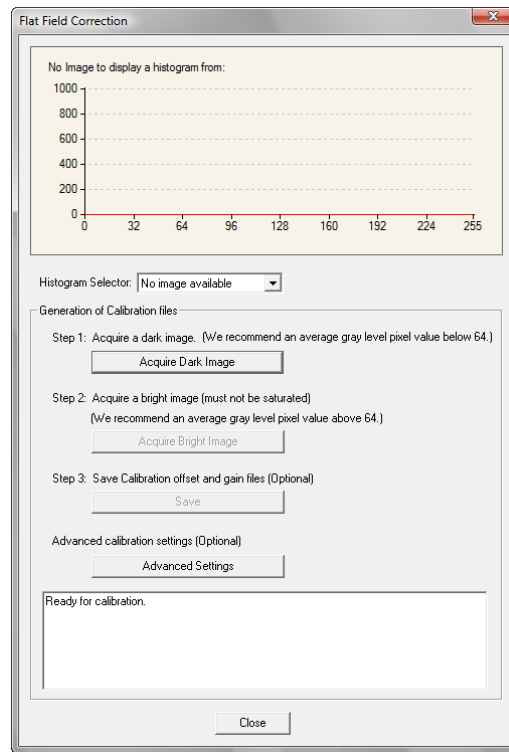 Flat Field Correction
No Image to display a histogram from:
1000
800
600
400
200
0
0 32 64 96 128 160 192 224 255
Histogram Selector: No image available
Generation of Calibration files
Step 1: Acquire a dark image. (We recommend an average gray level pixel value below 64.)
Acquire Dark Image
Step 2: Acquire a bright image (must not be saturated)
(We recommend an average gray level pixel value above 64.)
Acquire Bright Image
Step 3: Save Calibration offset and gain files (Optional)
Save
Advanced calibration settings (Optional)
Advanced Settings
Ready for calibration.
Close